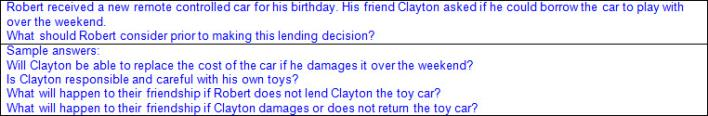 Robert received a new remote controlled car for his birthday. His friend Clayton asked if he could borrow the car to play with
over the weekend.
What should Robert consider prior to making this lending decision?
Sample answers:
Will Clayton be able to replace the cost of the car if he damages it over the weekend?
Is Clayton responsible and careful with his own toys?
What will happen to their friendship if Robert does not lend Clayton the toy car?
What will happen to their friendship if Clayton damages or does not return the toy car?